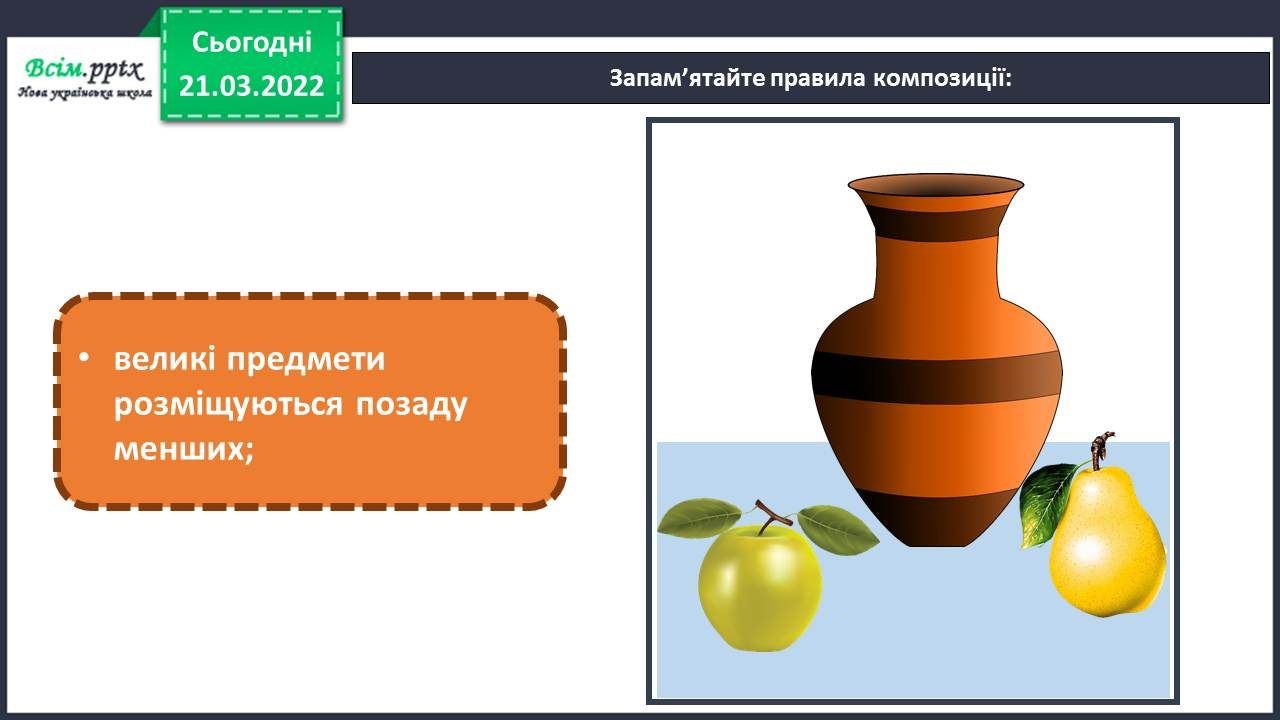 Всім.pptx
Нова українська школа
Сьогодні
21.03.2022
Запам’ятайте правила композиції:
• великі предмети
розміщуються позаду
менших;